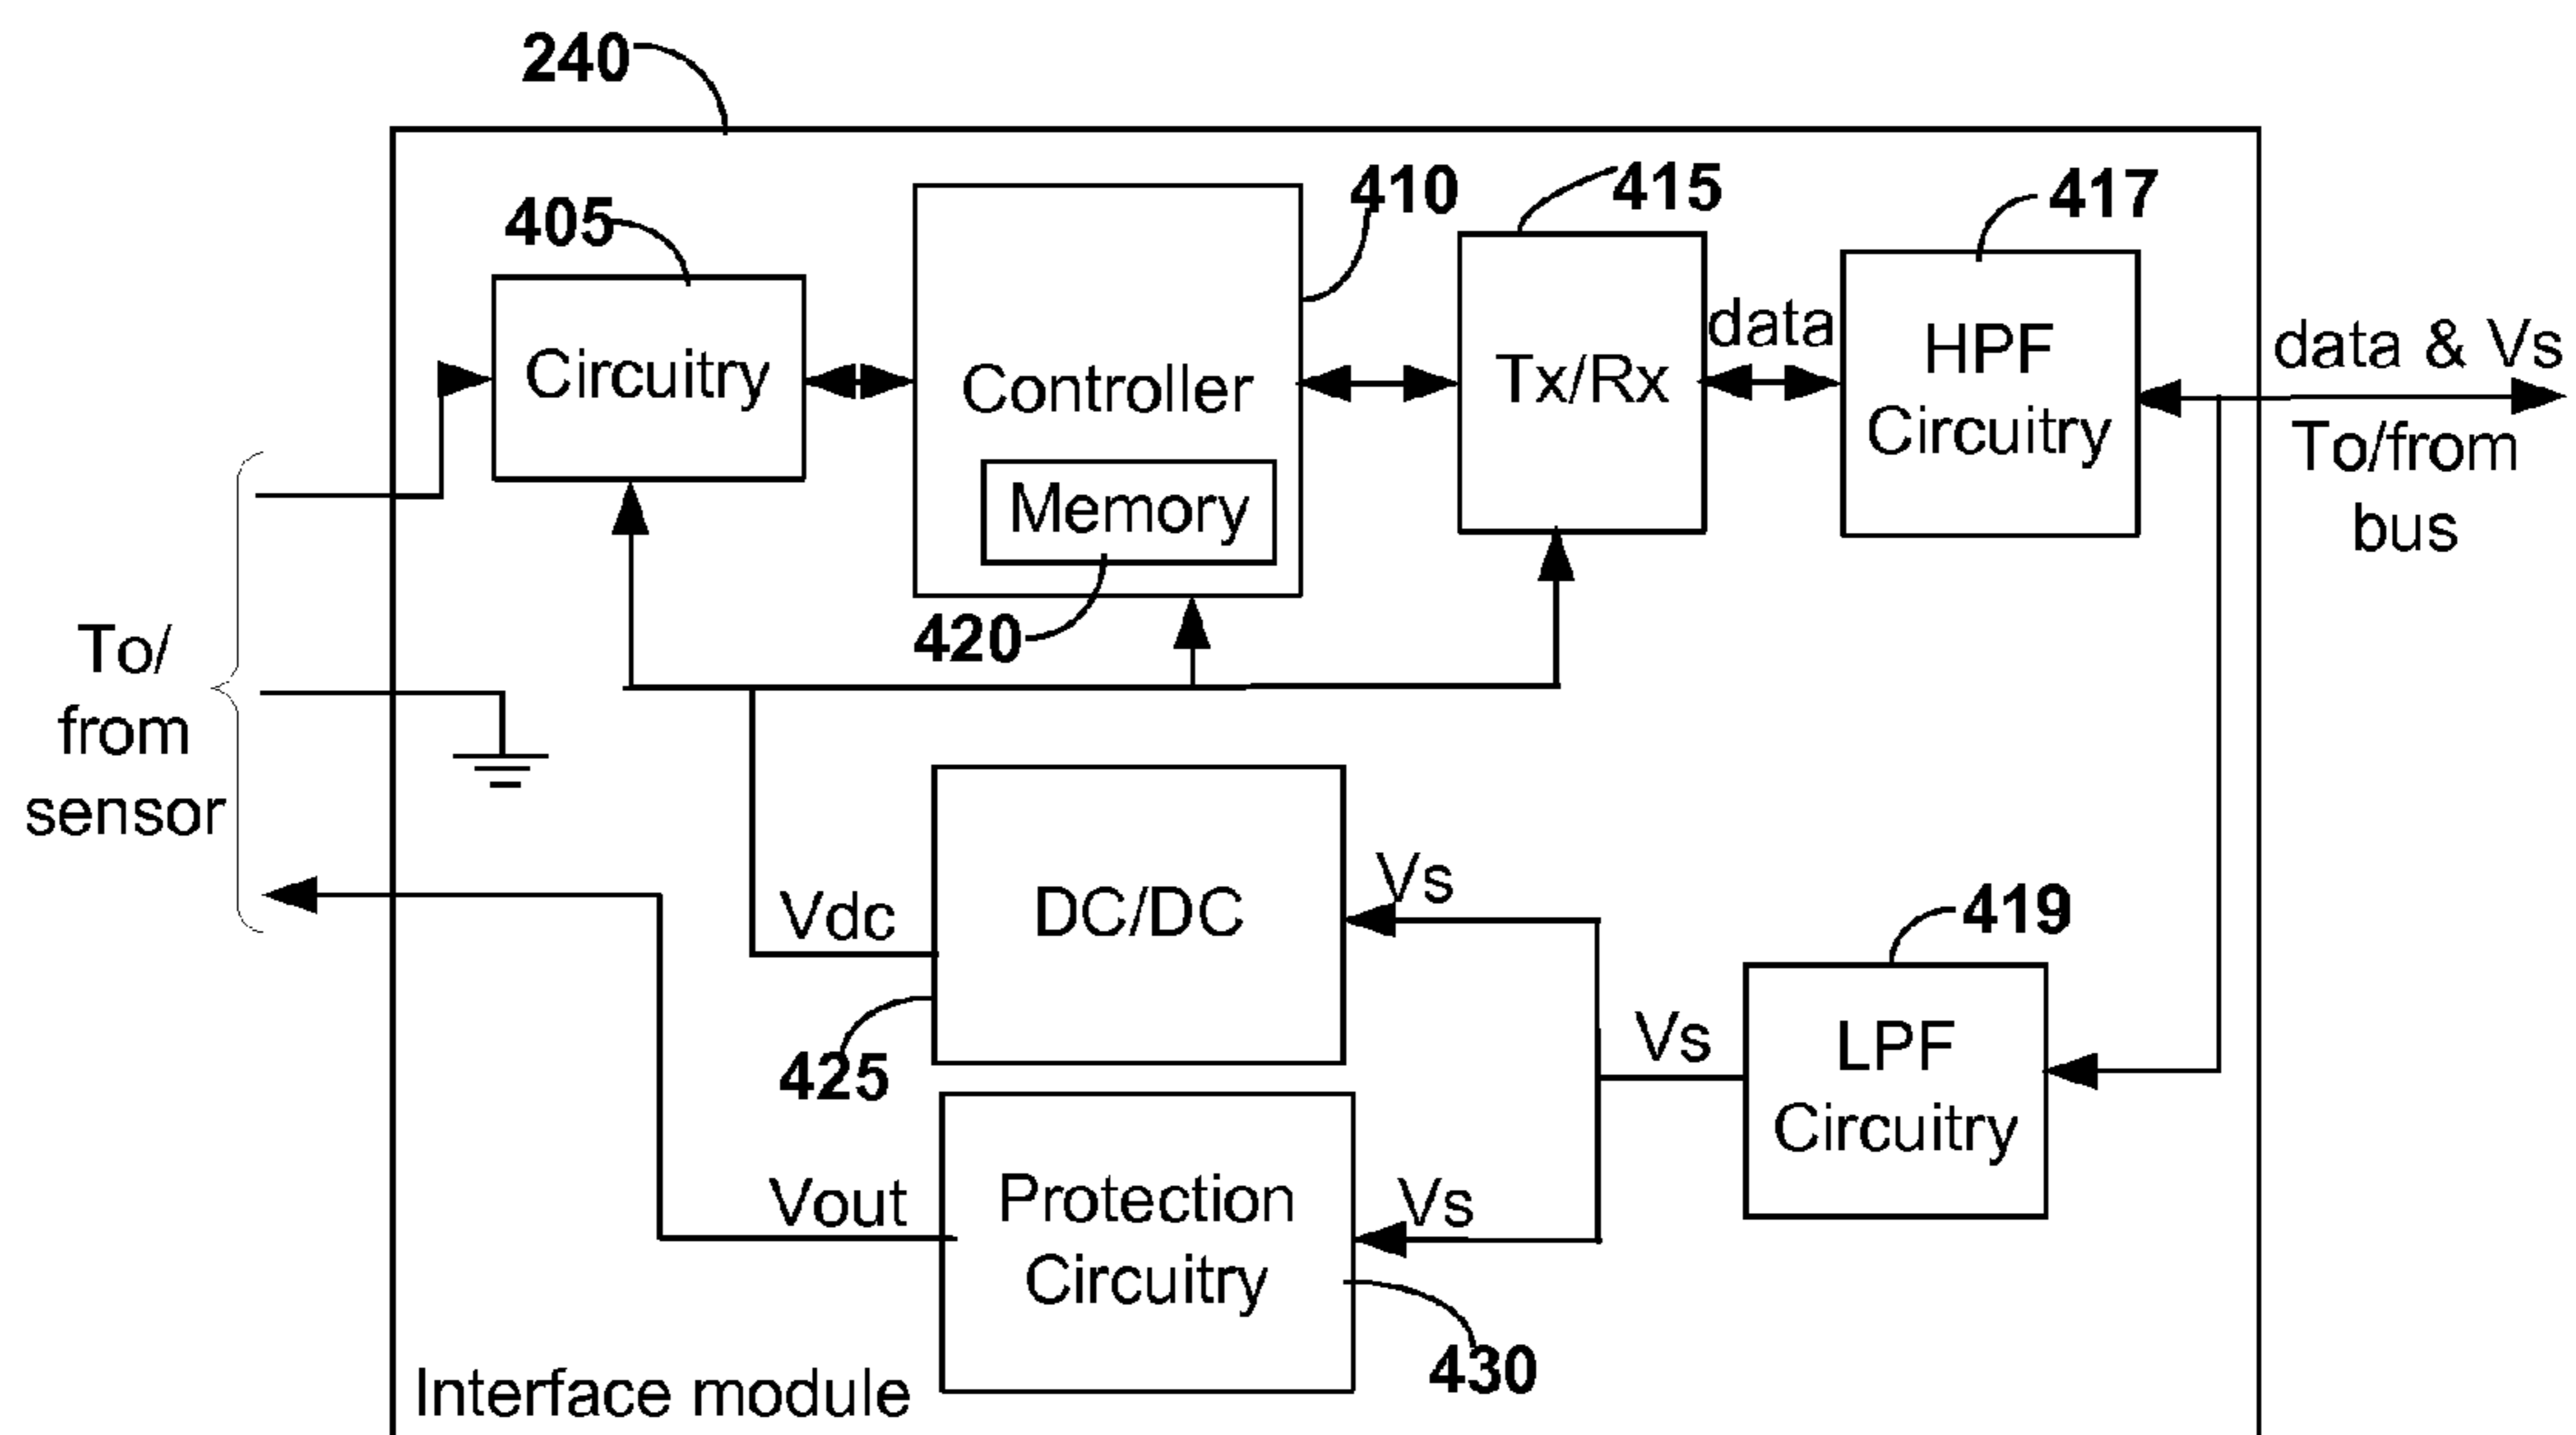 240
405
410
415
417
Circuitry
Controller
Memory
420
Tx/Rx
data
HPF
Circuitry
data & Vs
To/from
bus
To/
from
sensor
Vdc
DC/DC
425
Vs
Vs
419
LPF
Circuitry
Vout
Protection
Circuitry
Vs
430
Interface module